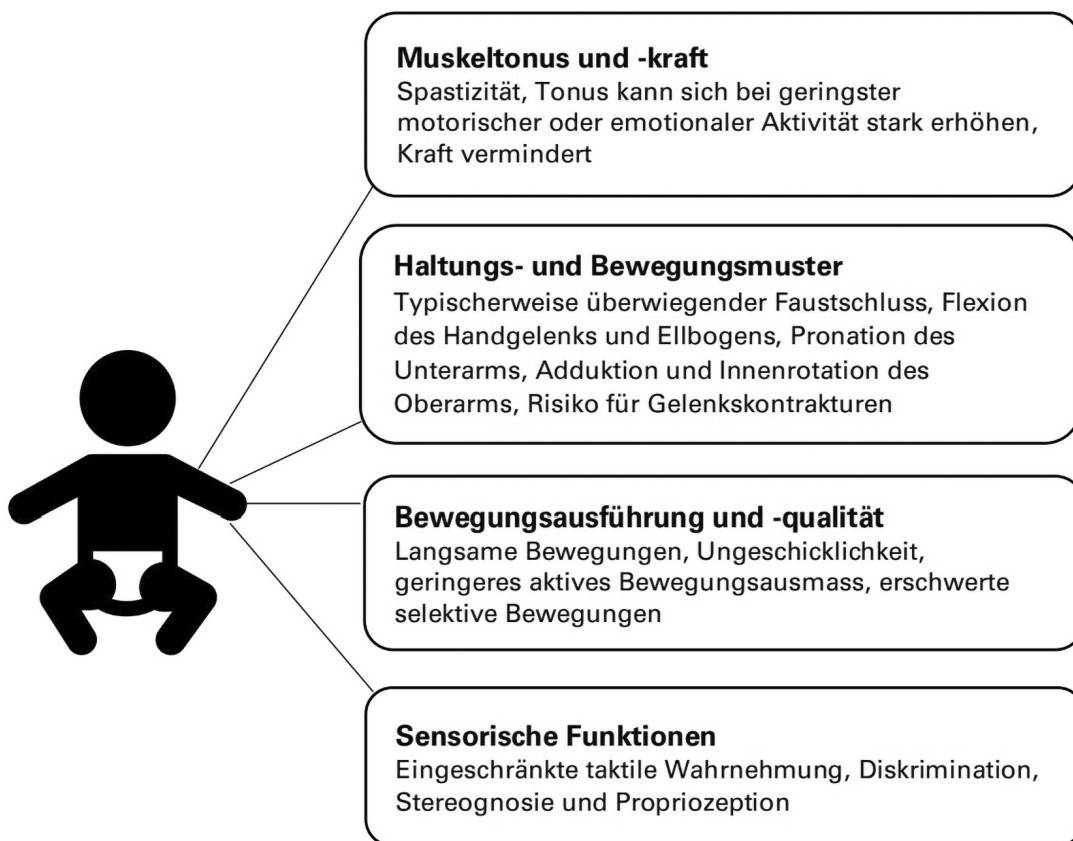 Muskeltonus und -kraft
Spastizität, Tonus kann sich bei geringster
motorischer oder emotionaler Aktivität stark erhöhen,
Kraft vermindert
Haltungs- und Bewegungsmuster
Typischerweise überwiegender Faustschluss, Flexion
des Handgelenks und Ellbogens, Pronation des
Unterarms, Adduktion und Innenrotation des
Oberarms, Risiko für Gelenkskontrakturen
Bewegungsausführung und -qualität
Langsame Bewegungen, Ungeschicklichkeit,
geringeres aktives Bewegungsausmass, erschwerte
selektive Bewegungen
Sensorische Funktionen
Eingeschränkte taktile Wahrnehmung, Diskrimination,
Stereognosie und Propriozeption